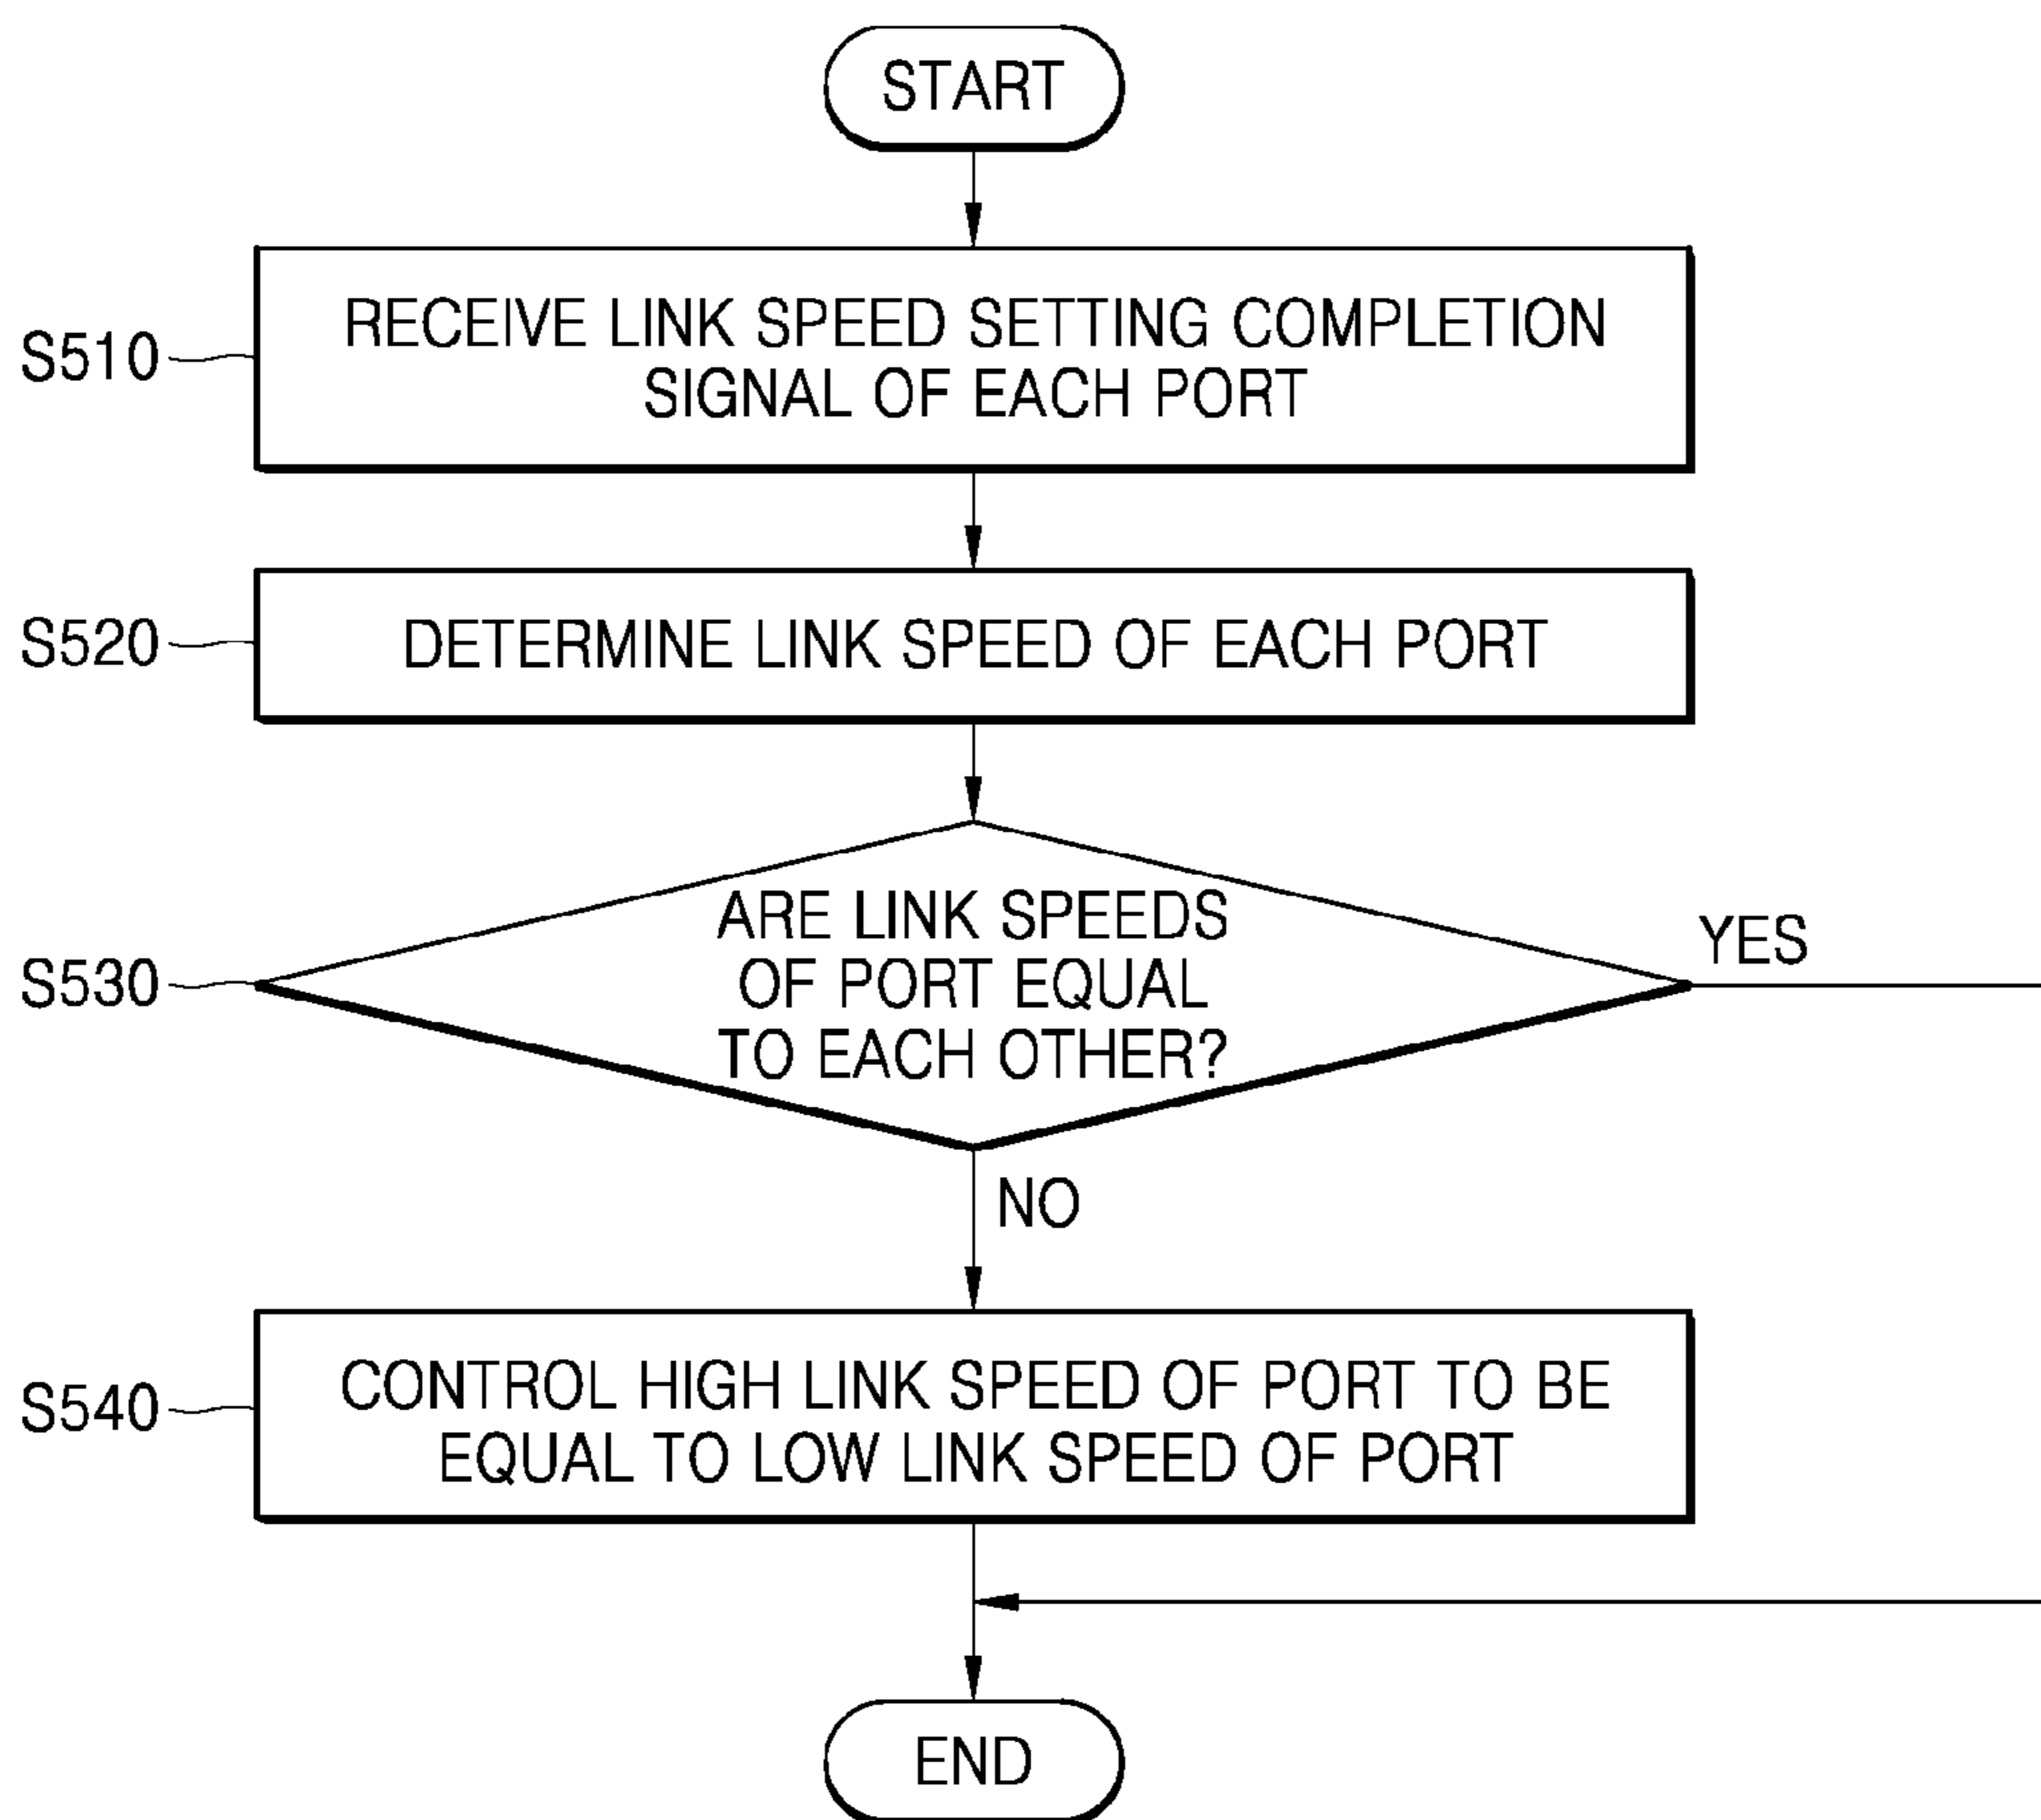 START
S510
RECEIVE LINK SPEED SETTING COMPLETION
SIGNAL OF EACH PORT
S520
DETERMINE LINK SPEED OF EACH PORT
S530
ARE LINK SPEEDS
OF PORT EQUAL
TO EACH OTHER?
YES
NO
S540
CONTROL HIGH LINK SPEED OF PORT TO BE
EQUAL TO LOW LINK SPEED OF PORT
END